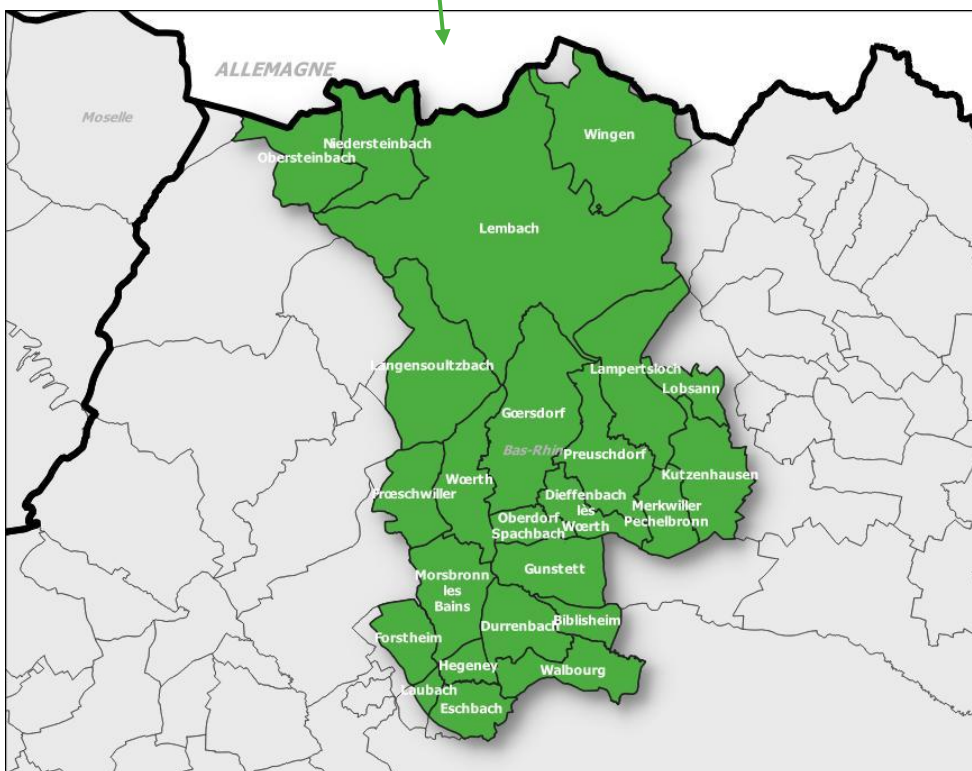 ALLEMAGNE
Moselle
Wingen
Niedersteinbach
Obersteinbach
Lembach
Langensoultzbach
Lampertsloch
Lobsann
Gœrsdorf
Bas-Rhin
Preuschdorf
Kutzenhausen
Frœschwiller
Wœrth
Dieffenbach
les
Wœrth
Merkwiller
Pechelbronn
Oberdorf
Spachbach
Gunstett
Morsbronn
les
Bains
Durrenbach
Biblisheim
Forstheim
Hegeney
Walbourg
Laubach
Eschbach